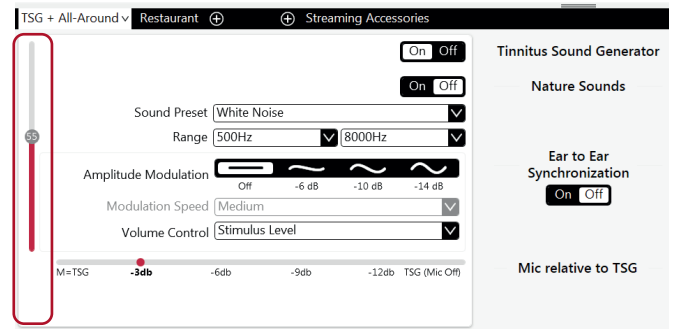 TSG + All-Around Restaurant Streaming Accessories
On Off Tinnitus Sound Generator
On Off Nature Sounds
Sound Preset White Noise
55 Range 500Hz 8000Hz
Ear to Ear
Synchronization
On Off
Amplitude Modulation
Off -6 dB -10 dB -14 dB
Modulation Speed Medium
Volume Control Stimulus Level
M=TSG -3db -6db -9db -12db TSG (Mic Off) Mic relative to TSG